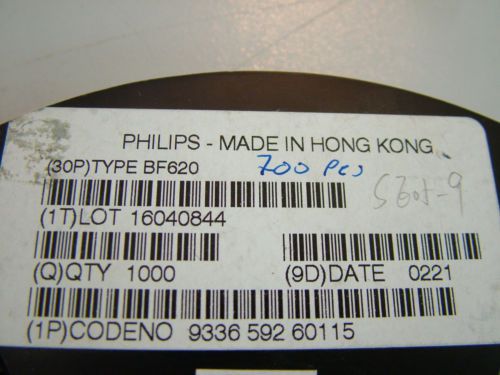 PHILIPS - MADE IN HONG KONG
(30P)TYPE BF620
700 Pcs
(1T)LOT 16040844
(Q)QTY 1000
(9D)DATE 0221
(1P)CODENO 9336 592 60115